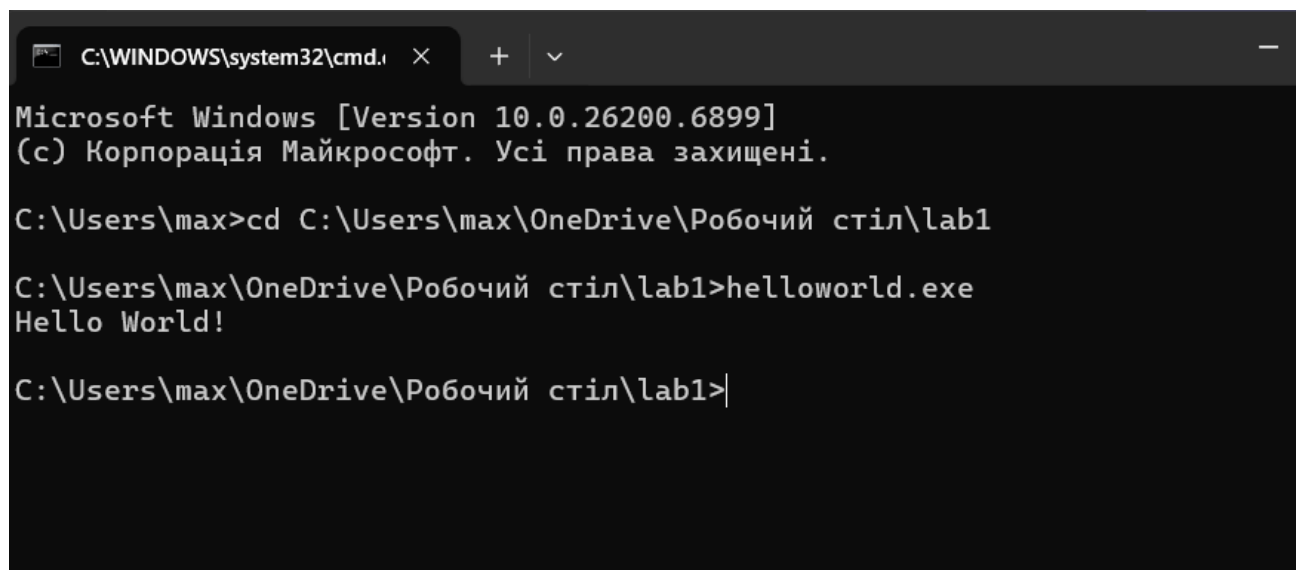 C:\WINDOWS\system32\cmd.
Microsoft Windows [Version 10.0.26200.6899]
(c) Корпорація Майкрософт. Усі права захищені.
C:\Users\max>cd C:\Users\max\OneDrive\Робочий стіл\lab1
C:\Users\max\OneDrive\Робочий стіл\lab1>helloworld.exe
Hello World!
C:\Users\max\OneDrive\Робочий стіл\lab1>